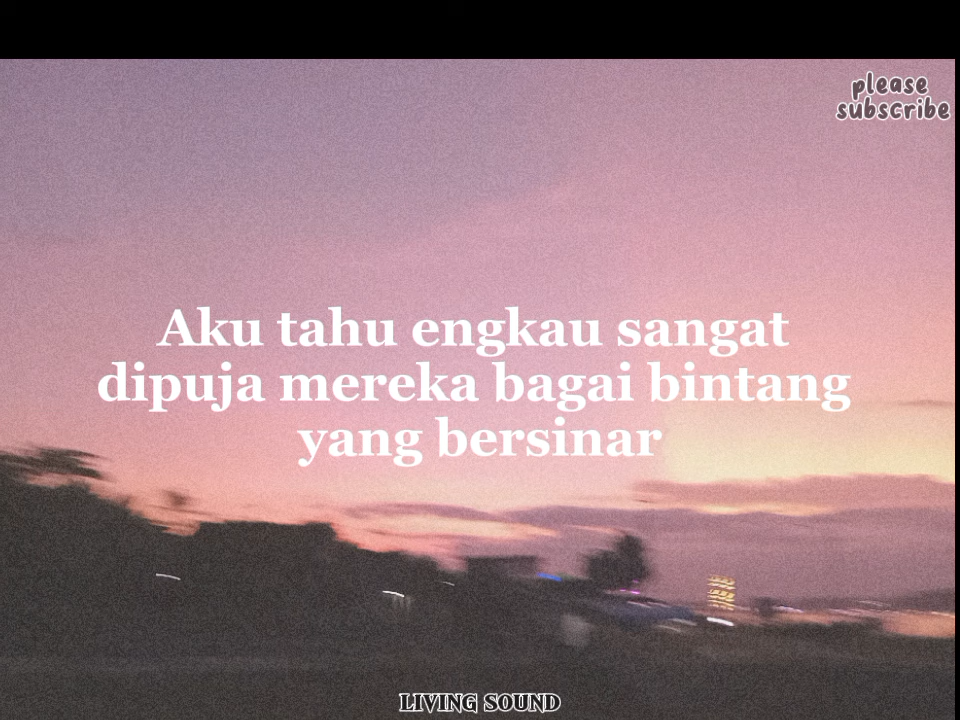 please
subscribe
Aku tahu engkau sangat
dipuja mereka bagai bintang
yang bersinar
LIVING SOUND